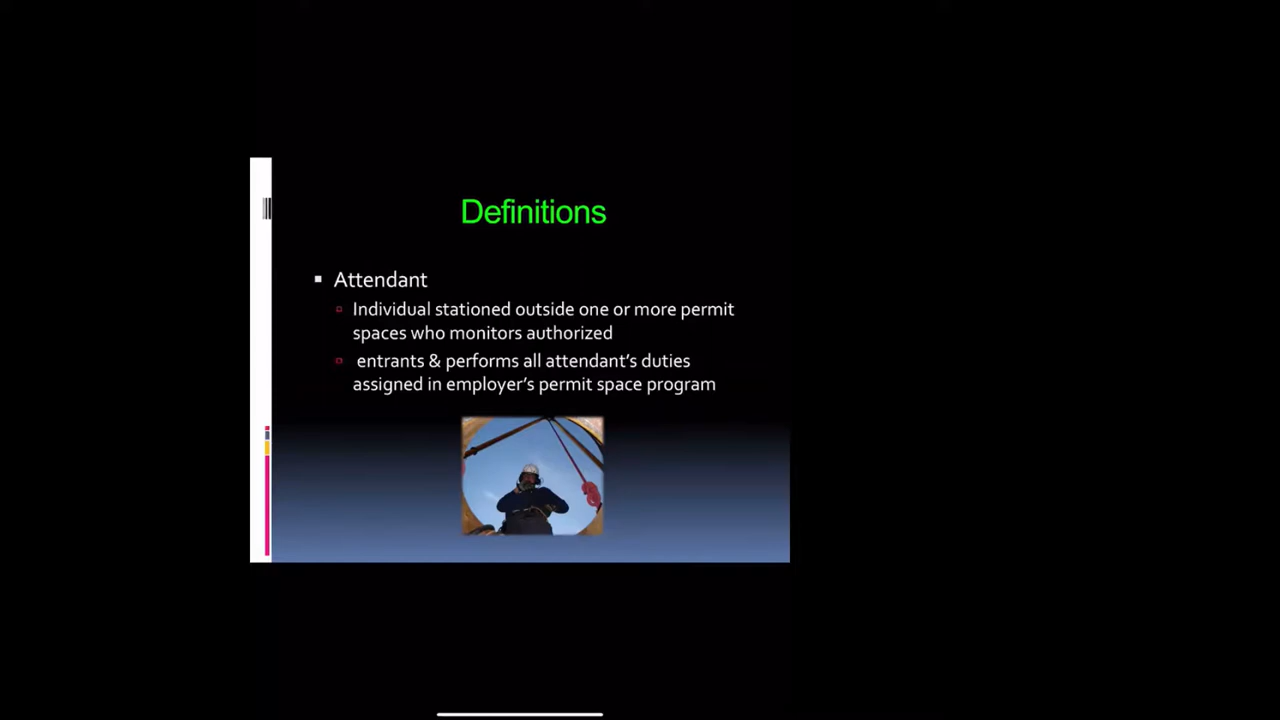 Definitions
Attendant
Individual stationed outside one or more permit
spaces who monitors authorized
entrants & performs all attendant’s duties
assigned in employer’s permit space program